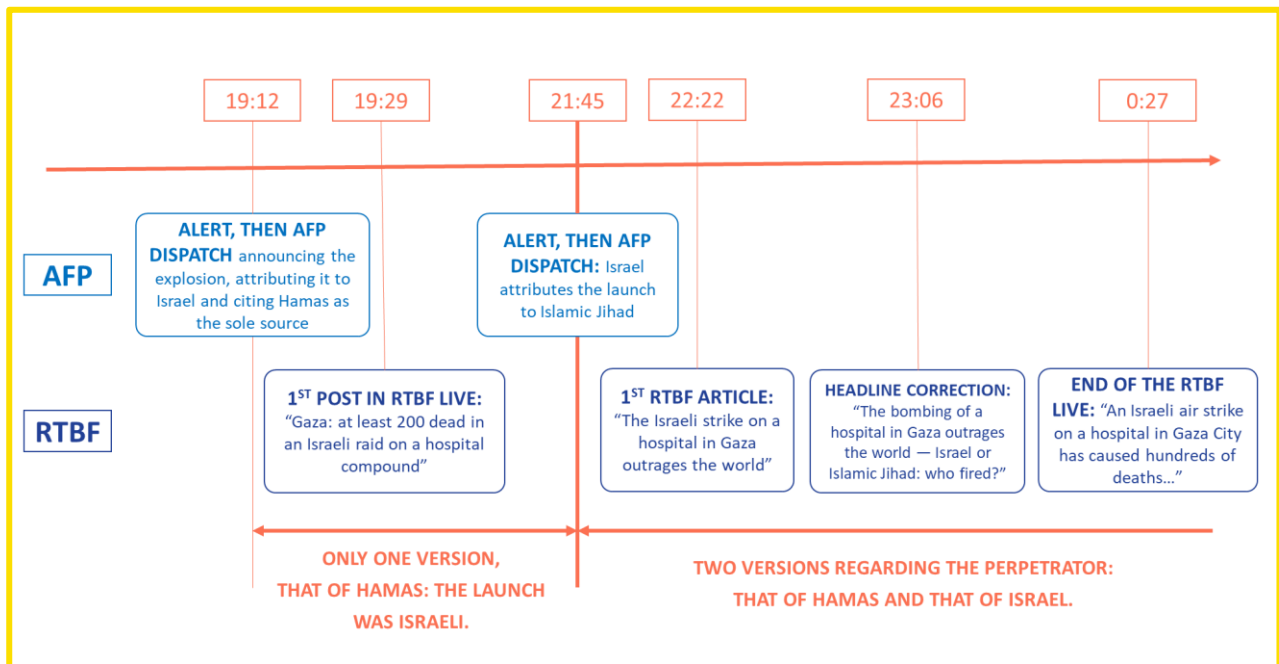 19:12
19:29
21:45
22:22
23:06
0:27
AFP
ALERT, THEN AFP
DISPATCH announcing the
explosion, attributing it to
Israel and citing Hamas as
the sole source
ALERT, THEN AFP
DISPATCH: Israel
attributes the launch
to Islamic Jihad
RTBF
1ST POST IN RTBF LIVE:
“Gaza: at least 200 dead in
an Israeli raid on a hospital
compound”
1ST RTBF ARTICLE:
“The Israeli strike on a
hospital in Gaza
outrages the world”
HEADLINE CORRECTION:
“The bombing of a
hospital in Gaza outrages
the world — Israel or
Islamic Jihad: who fired?”
END OF THE RTBF
LIVE: “An Israeli air strike
on a hospital in Gaza City
has caused hundreds of
deaths…”
ONLY ONE VERSION,
THAT OF HAMAS: THE LAUNCH
WAS ISRAELI.
TWO VERSIONS REGARDING THE PERPETRATOR:
THAT OF HAMAS AND THAT OF ISRAEL.